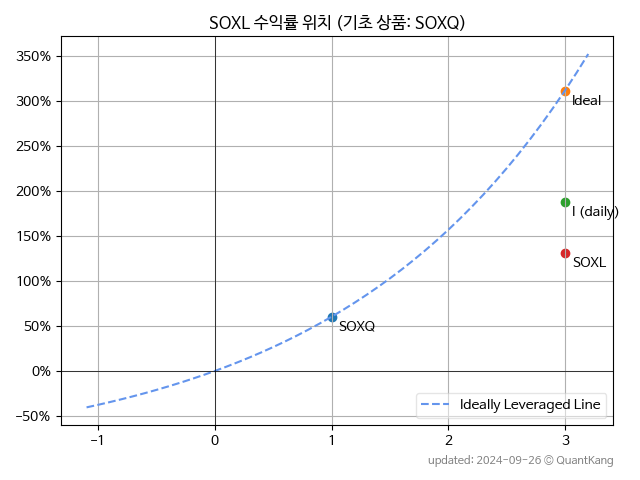 SOXL 수익률 위치 (기초 상품: SOXQ)
350%
300%
Ideal
250%
200%
I (daily)
150%
SOXL
100%
50%
SOXQ
0%
−50%
Ideally Leveraged Line
−1 0 1 2 3
updated: 2024-09-26 © QuantKang